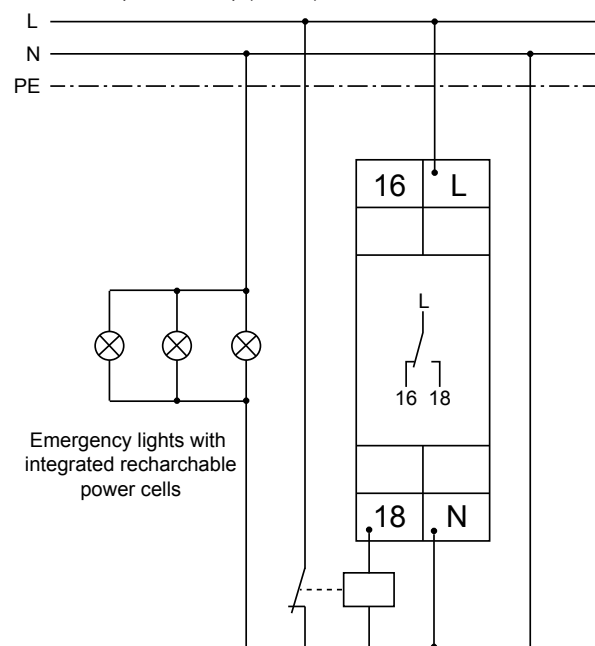 L
N
PE
16 L
L
16 18
Emergency lights with
integrated recharchable
power cells
18 N